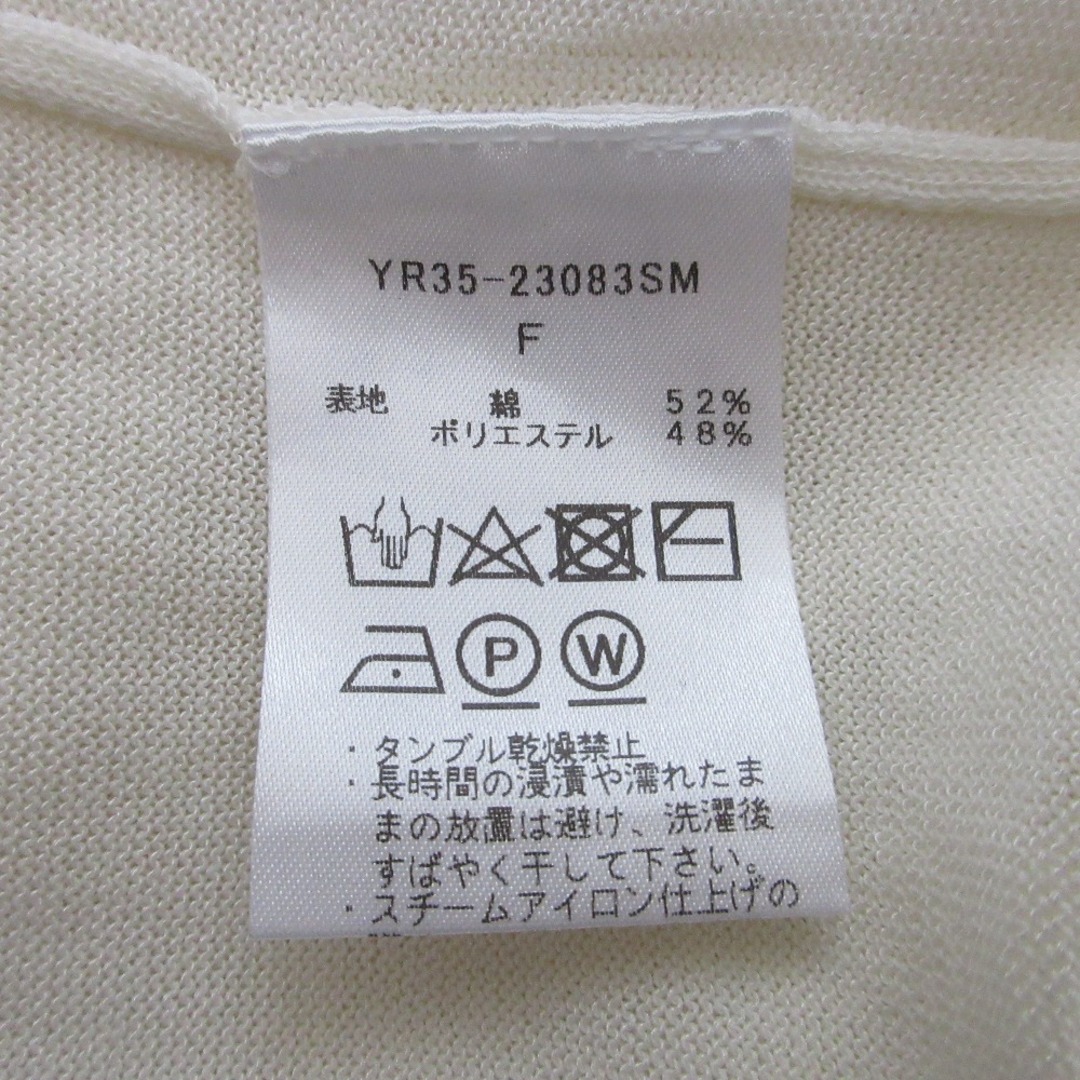 YR35-23083SM
F
表地 綿 52%
ポリエステル 48%
P W
・タンブル乾燥禁止
・長時間の浸漬や濡れたま
まの放置は避け、洗濯後
すばやく干して下さい。
・スチームアイロン仕上げの